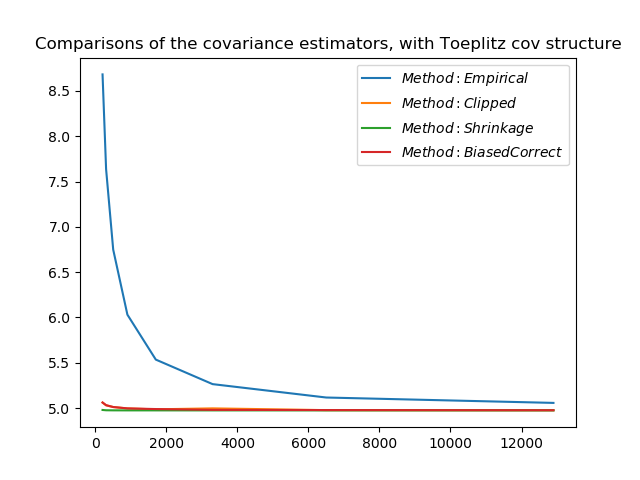 Comparisons of the covariance estimators, with Toeplitz cov structure
Method : Empirical
Method : Clipped
Method : Shrinkage
Method : BiasedCorrect
8.5
8.0
7.5
7.0
6.5
6.0
5.5
5.0
0 2000 4000 6000 8000 10000 12000